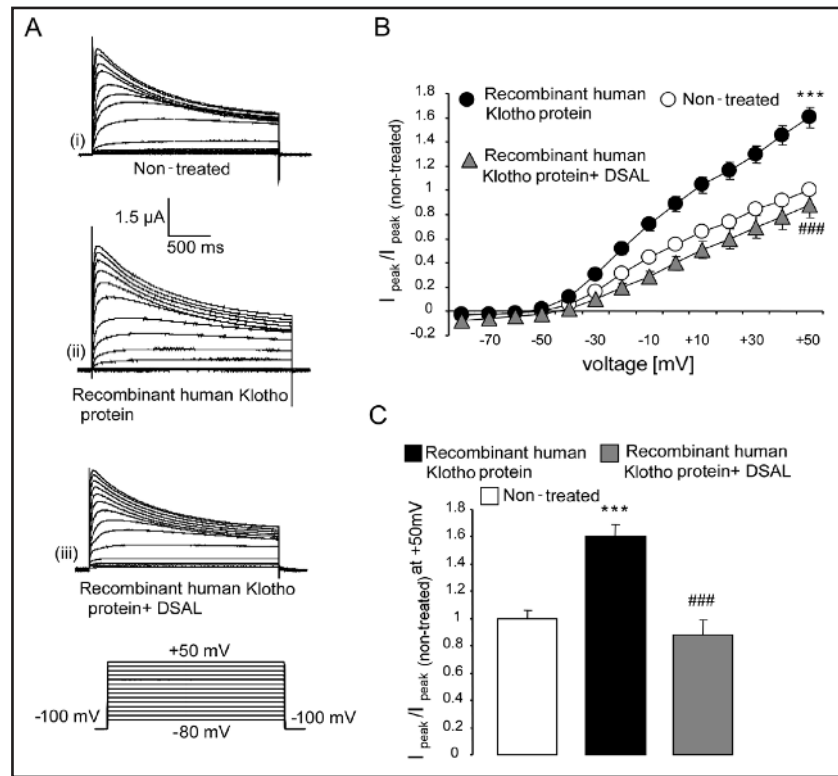 A
(i)
Non-treated
1.5 µA
500 ms
(ii)
Recombinant human Klotho
protein
(iii)
Recombinant human Klotho
protein+ DSAL
+50 mV
-100 mV
-100 mV
-80 mV
B
I peak /I peak (non-treated)
1.8
1.6
1.4
1.2
1
0.8
0.6
0.4
0.2
0
-0.2
Recombinant human
Klotho protein
Non-treated
Recombinant human
Klotho protein+ DSAL
***
###
-70
-50
-30
-10
+10
+30
+50
voltage [mV]
C
Recombinant human
Klotho protein
Recombinant human
Klotho protein+ DSAL
Non-treated
I peak /I peak (non-treated) at +50mV
1.8
1.6
1.4
1.2
1
0.8
0.6
0.4
0.2
0
***
###